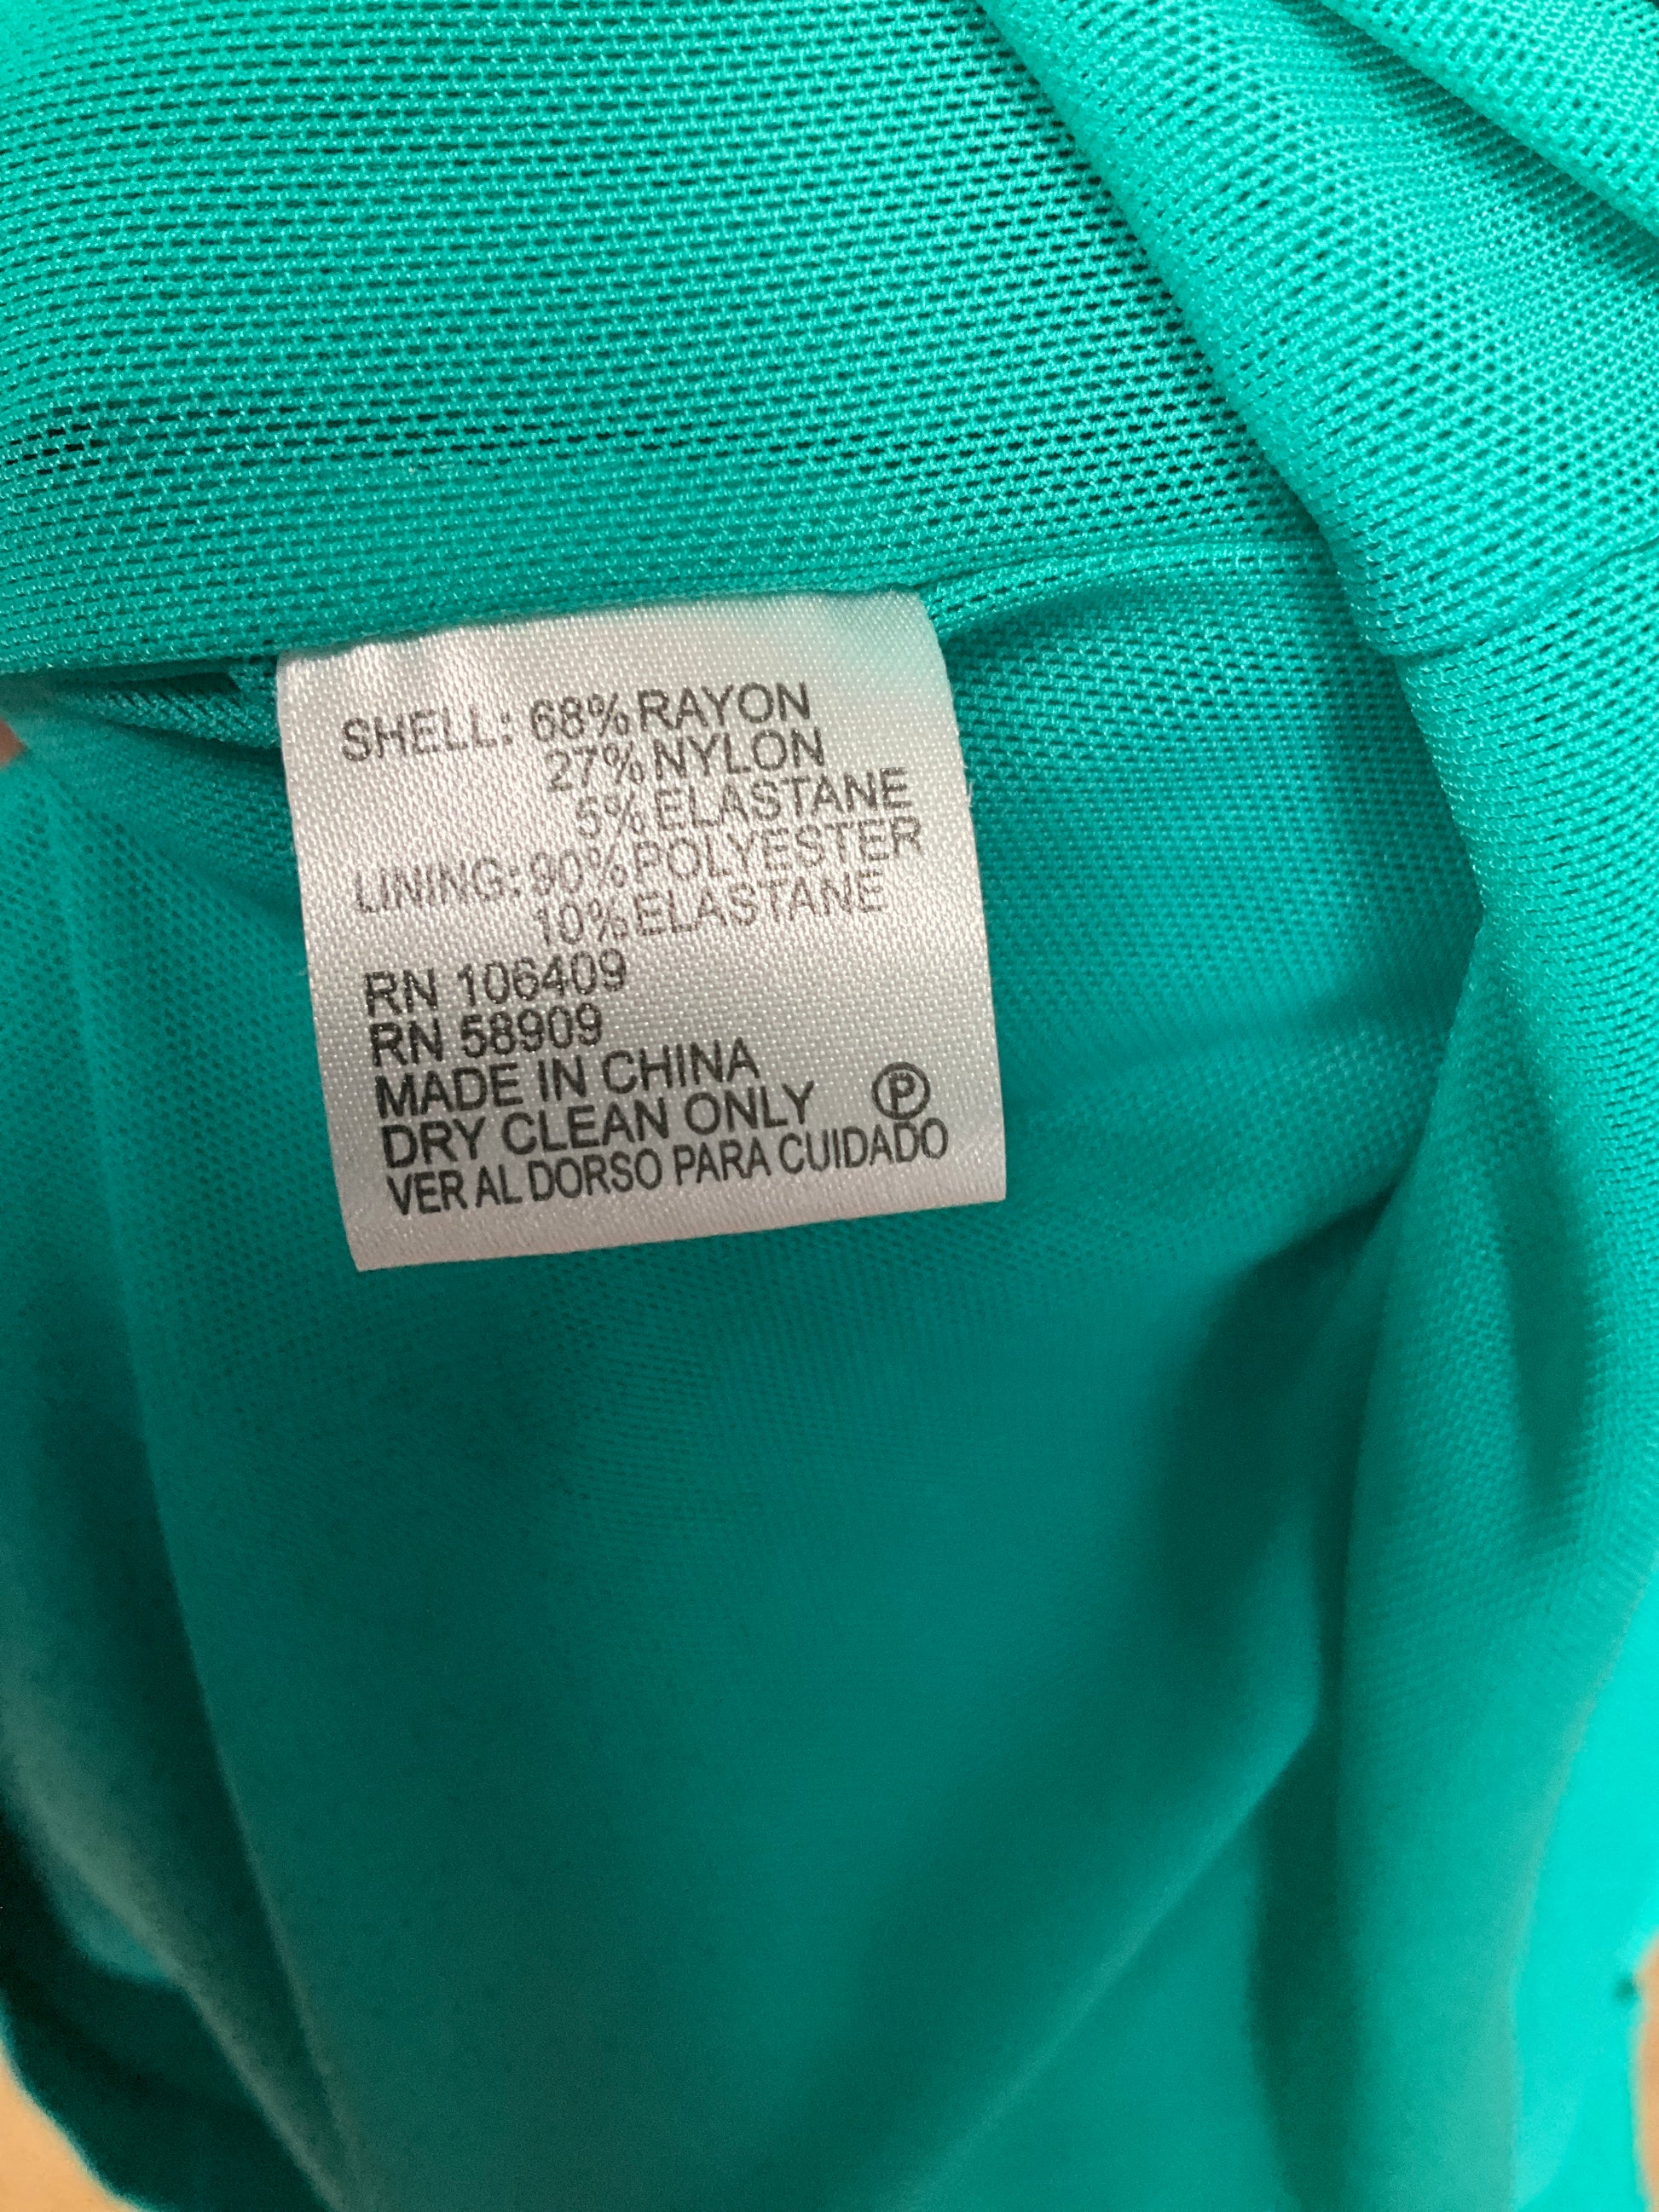 SHELL: 68% RAYON
27% NYLON
5% ELASTANE
LINING: 90% POLYESTER
10% ELASTANE
RN 106409
RN 58909
MADE IN CHINA
DRY CLEAN ONLY Ⓟ
VER AL DORSO PARA CUIDADO